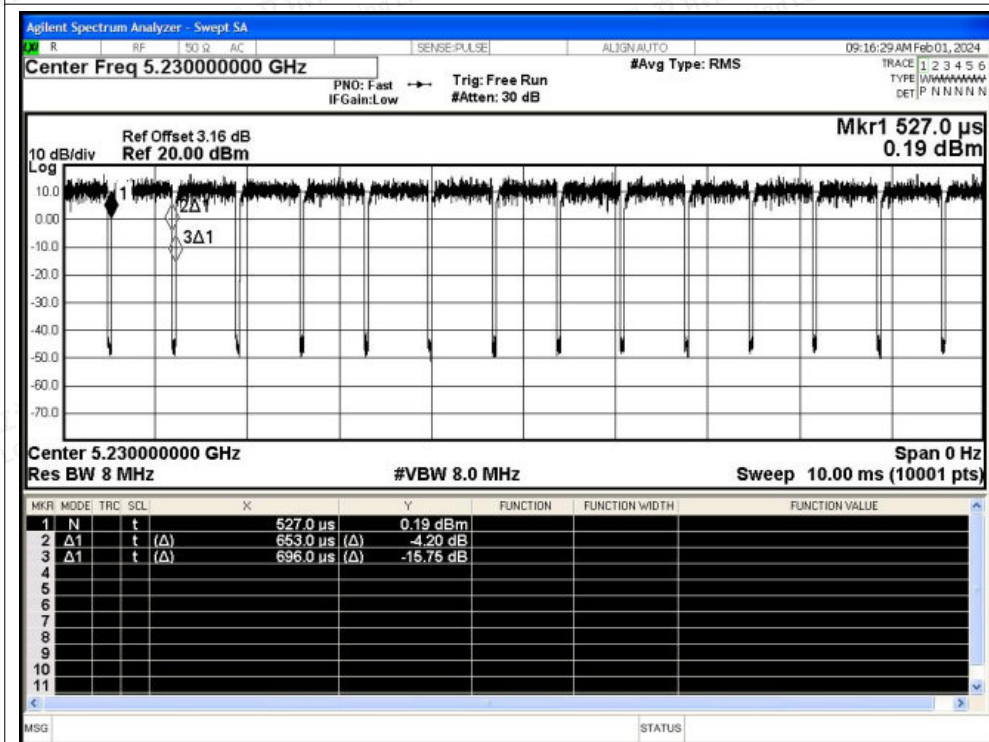 Agilent Spectrum Analyzer - Swept SA
LXI R RF 50 Ω AC SENSE:PULSE ALIGN AUTO 09:16:29 AM Feb 01, 2024
Center Freq 5.230000000 GHz #Avg Type: RMS TRACE 1 2 3 4 5 6
PNO: Fast Trig: Free Run TYPE WWWWWW
IFGain:Low #Atten: 30 dB DET P N N N N N
Mkr1 527.0 µs
Ref Offset 3.16 dB
10 dB/div Ref 20.00 dBm 0.19 dBm
Log
10.0
1
2Δ1
0.00
3Δ1
-10.0
-20.0
-30.0
-40.0
-50.0
-60.0
-70.0
Center 5.230000000 GHz Span 0 Hz
Res BW 8 MHz #VBW 8.0 MHz Sweep 10.00 ms (10001 pts)
MKR MODE TRC SCL X Y FUNCTION FUNCTION WIDTH FUNCTION VALUE
1 N t 527.0 µs 0.19 dBm
2 Δ1 t (Δ) 653.0 µs (Δ) -4.20 dB
3 Δ1 t (Δ) 696.0 µs (Δ) -15.75 dB
4
5
6
7
8
9
10
11
MSG STATUS